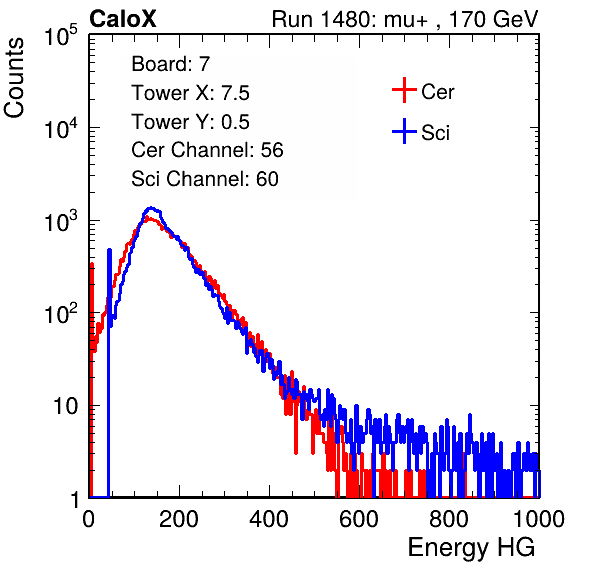 CaloX Run 1480: mu+ , 170 GeV
Counts
Board: 7
Tower X: 7.5
Tower Y: 0.5
Cer Channel: 56
Sci Channel: 60
Cer
Sci
10^5
10^4
10^3
10^2
10
1
0 200 400 600 800 1000
Energy HG